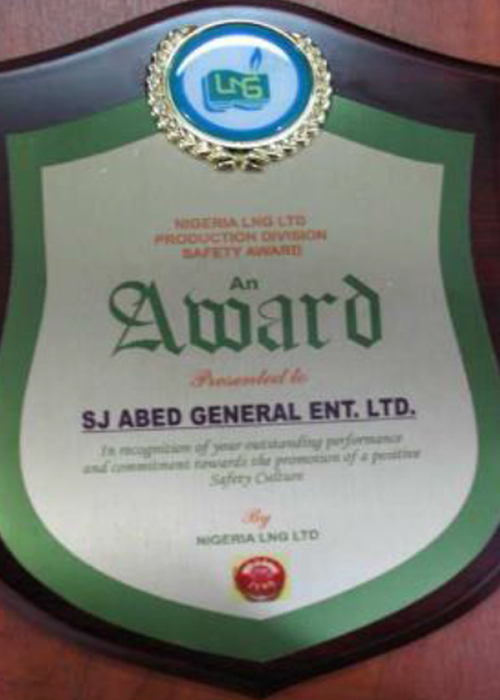 LNG
NIGERIA LNG LTD
PRODUCTION DIVISION
SAFETY AWARD
An
Award
Presented to
SJ ABED GENERAL ENT. LTD.
In recognition of your outstanding performance
and commitment towards the promotion of a positive
Safety Culture
By
NIGERIA LNG LTD